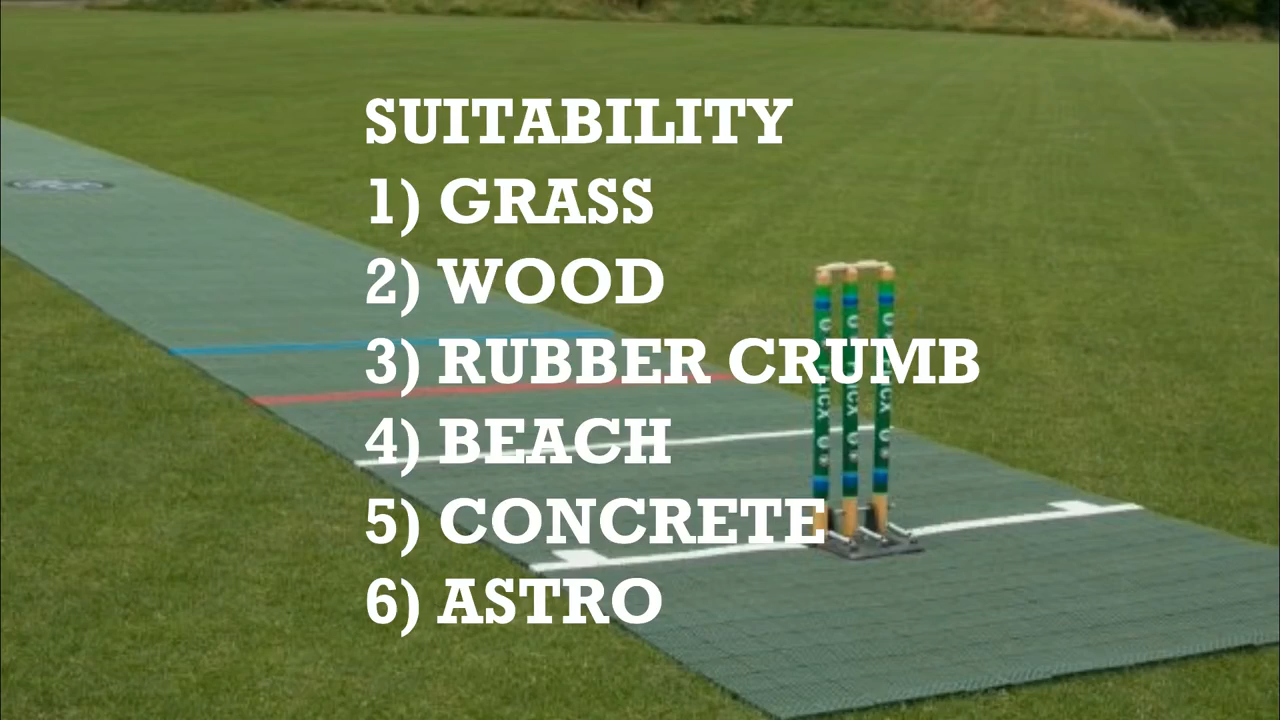 SUITABILITY
1) GRASS
2) WOOD
3) RUBBER CRUMB
4) BEACH
5) CONCRETE
6) ASTRO